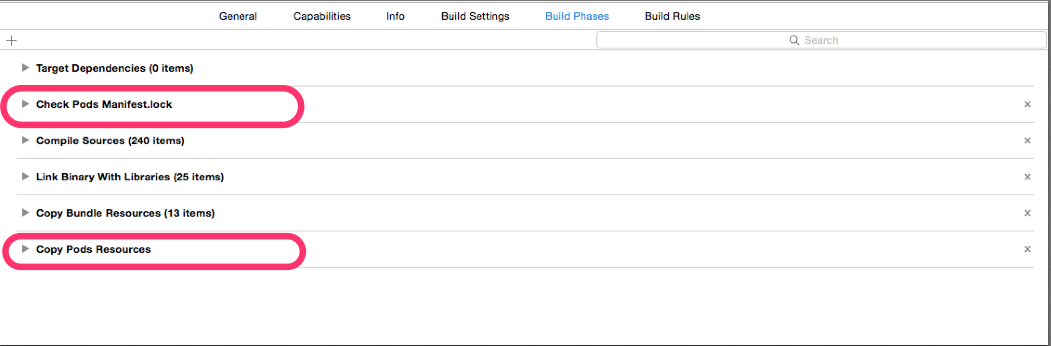 General Capabilities Info Build Settings Build Phases Build Rules
Search
Target Dependencies (0 items)
Check Pods Manifest.lock
Compile Sources (240 items)
Link Binary With Libraries (25 items)
Copy Bundle Resources (13 items)
Copy Pods Resources